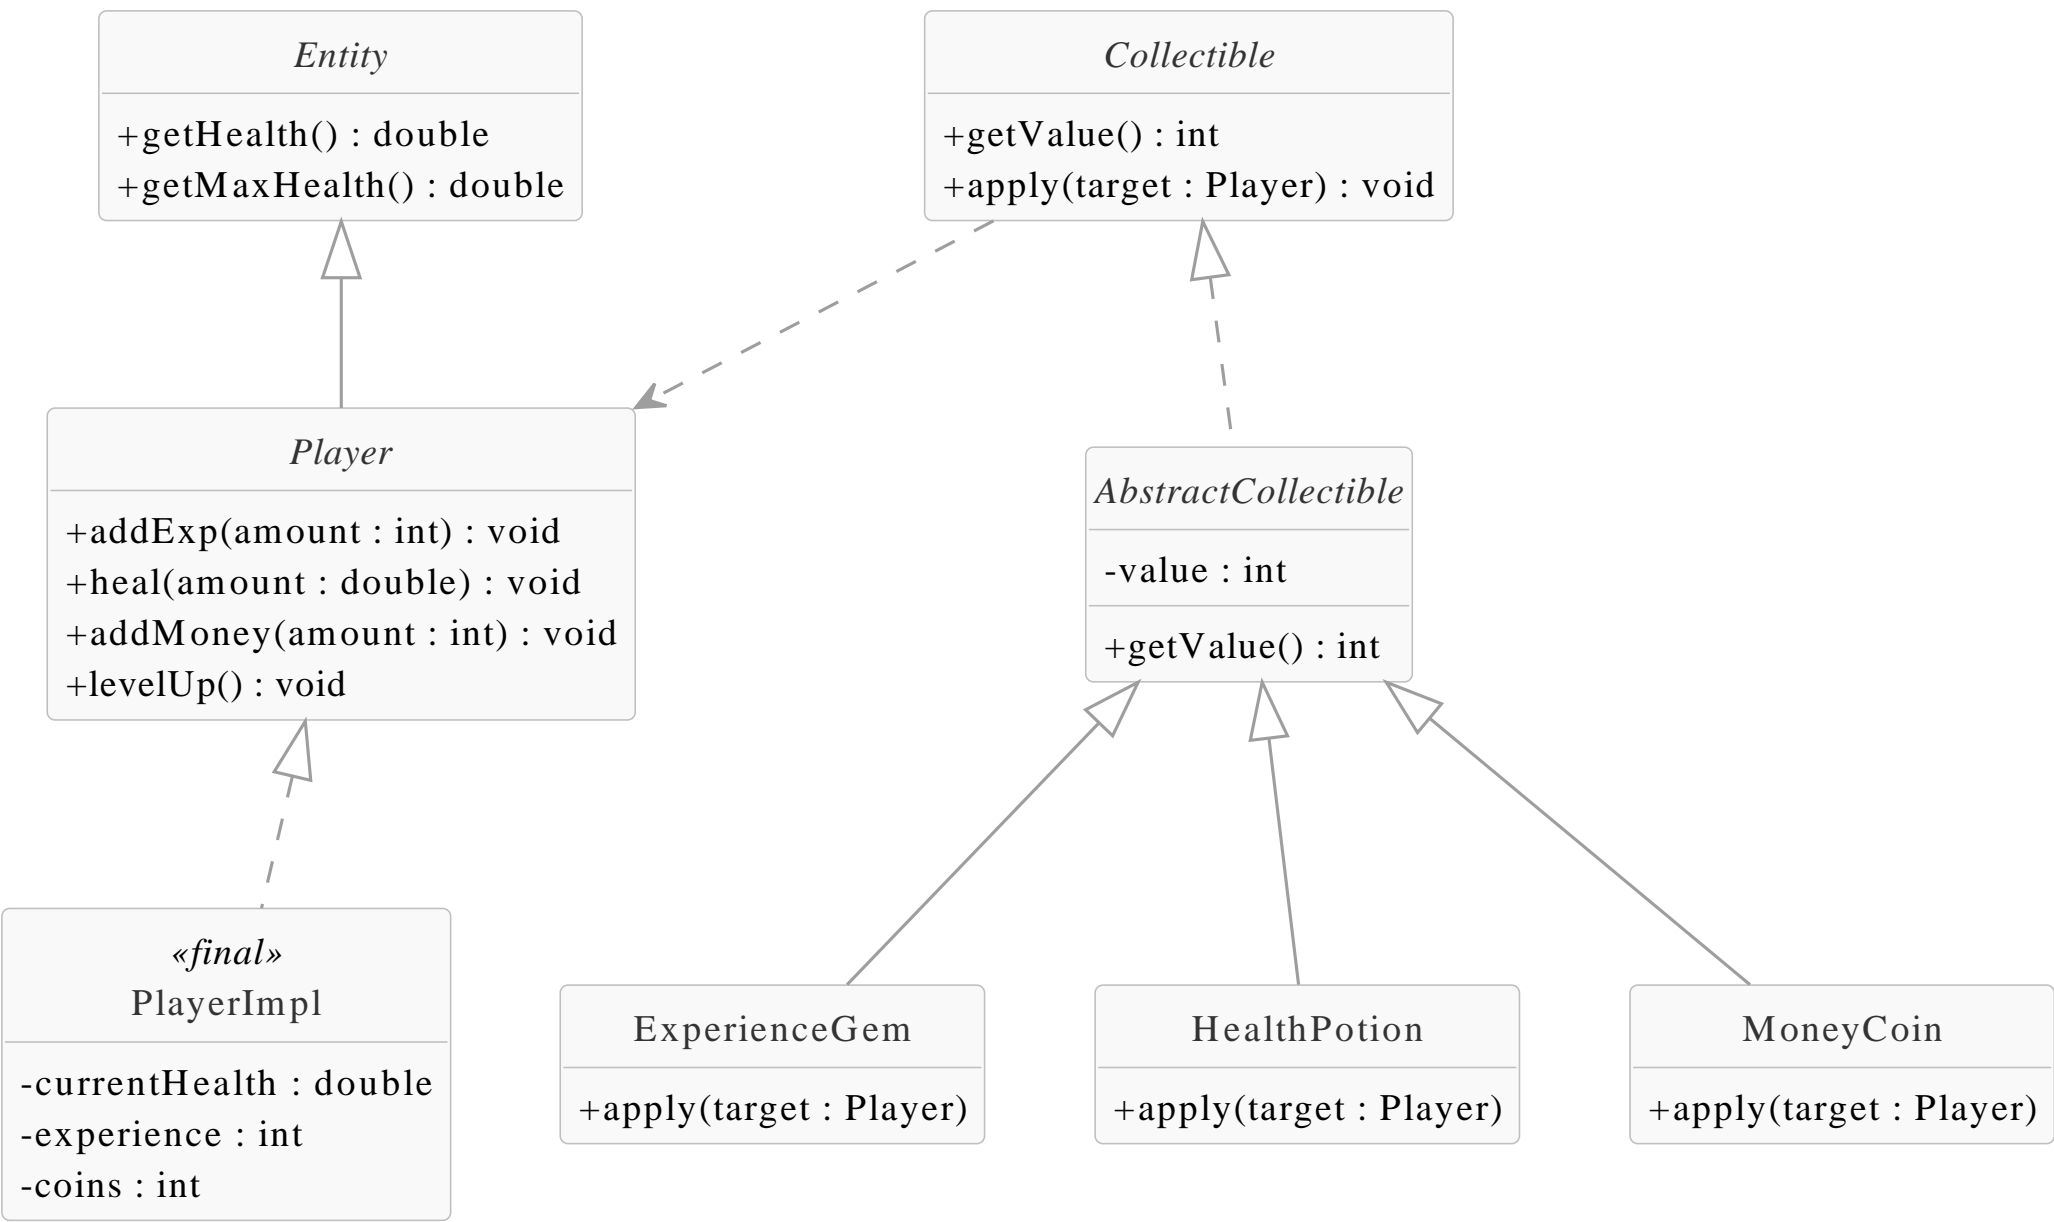 Entity
+getHealth() : double
+getMaxHealth() : double
Collectible
+getValue() : int
+apply(target : Player) : void
Player
+addExp(amount : int) : void
+heal(amount : double) : void
+addMoney(amount : int) : void
+levelUp() : void
AbstractCollectible
-value : int
+getValue() : int
«final»
PlayerImpl
-currentHealth : double
-experience : int
-coins : int
ExperienceGem
+apply(target : Player)
HealthPotion
+apply(target : Player)
MoneyCoin
+apply(target : Player)